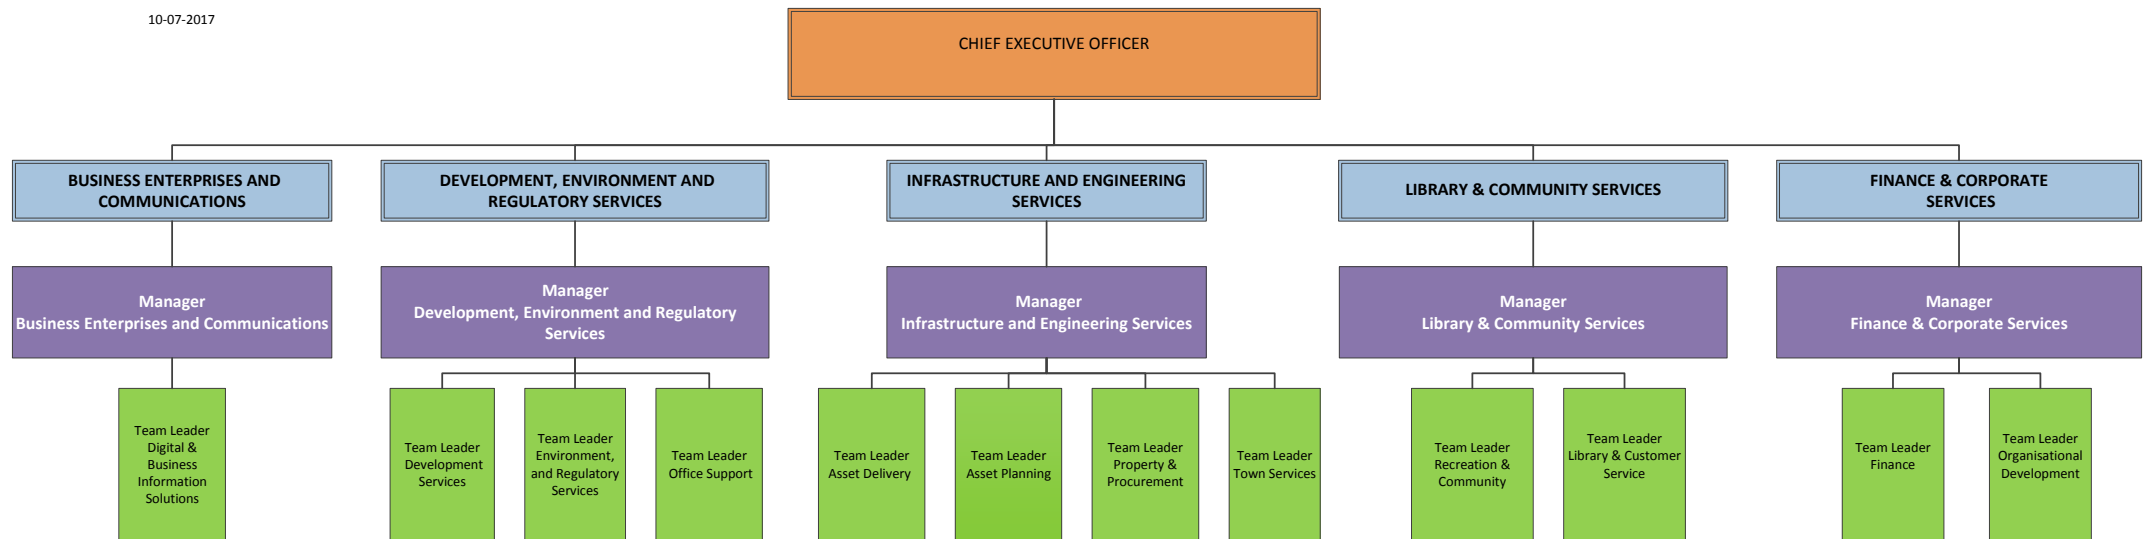 10-07-2017
CHIEF EXECUTIVE OFFICER
BUSINESS ENTERPRISES AND
COMMUNICATIONS
DEVELOPMENT, ENVIRONMENT AND
REGULATORY SERVICES
INFRASTRUCTURE AND ENGINEERING
SERVICES
LIBRARY & COMMUNITY SERVICES
FINANCE & CORPORATE
SERVICES
Manager
Business Enterprises and Communications
Manager
Development, Environment and Regulatory
Services
Manager
Infrastructure and Engineering Services
Manager
Library & Community Services
Manager
Finance & Corporate Services
Team Leader
Digital &
Business
Information
Solutions
Team Leader
Development
Services
Team Leader
Environment,
and Regulatory
Services
Team Leader
Office Support
Team Leader
Asset Delivery
Team Leader
Asset Planning
Team Leader
Property &
Procurement
Team Leader
Town Services
Team Leader
Recreation &
Community
Team Leader
Library & Customer
Service
Team Leader
Finance
Team Leader
Organisational
Development